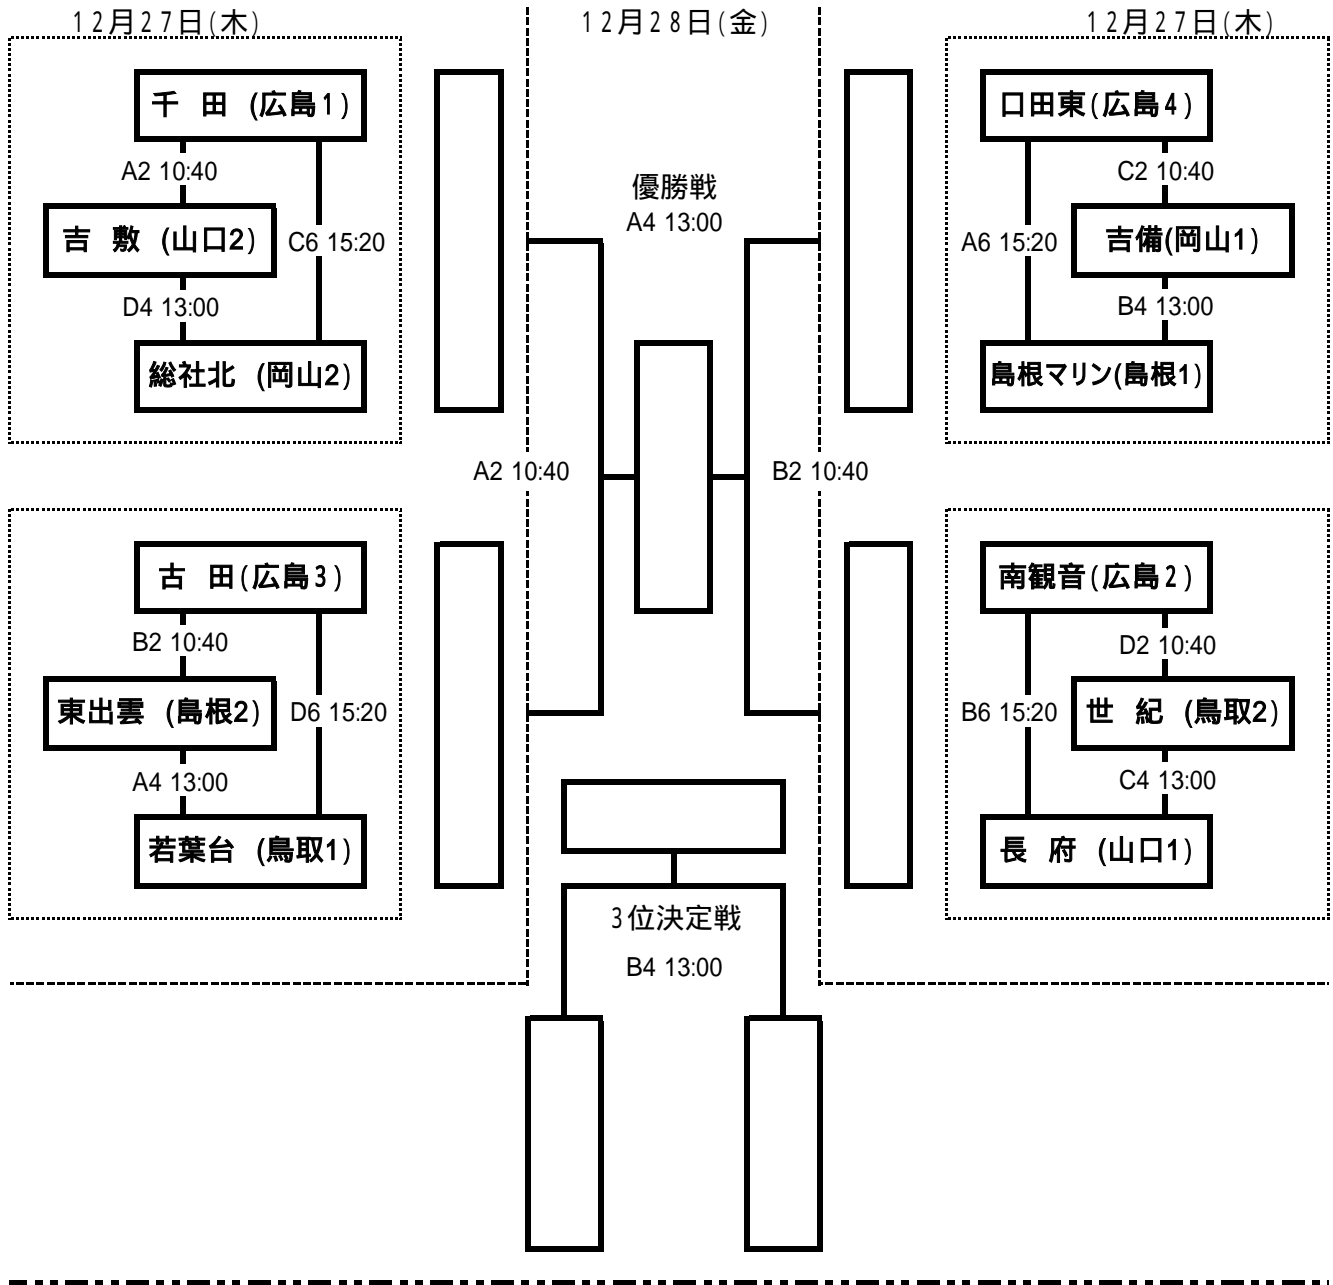 12月27日(木)
12月28日(金)
12月27日(木)
千 田 (広島1)
A2 10:40
吉 敷 (山口2)
C6 15:20
D4 13:00
総社北 (岡山2)
優勝戦
A4 13:00
口田東(広島4)
C2 10:40
A6 15:20
吉備(岡山1)
B4 13:00
島根マリン(島根1)
A2 10:40
B2 10:40
古 田(広島3)
B2 10:40
東出雲 (島根2)
D6 15:20
A4 13:00
若葉台 (鳥取1)
南観音(広島2)
D2 10:40
B6 15:20
世 紀 (鳥取2)
C4 13:00
長 府 (山口1)
3位決定戦
B4 13:00